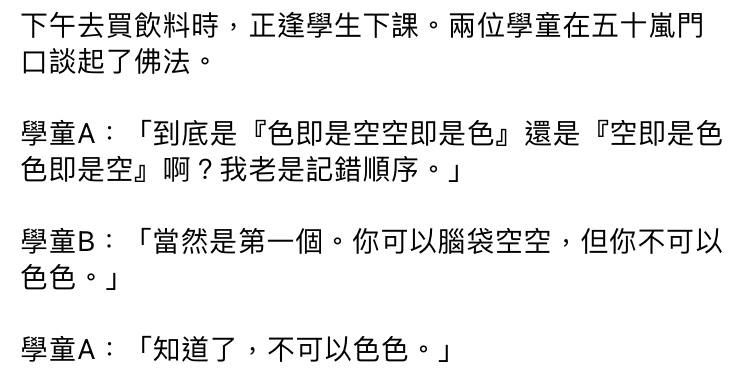 下午去買飲料時，正逢學生下課。兩位學童在五十嵐門
口談起了佛法。
學童A：「到底是『色即是空空即是色』還是『空即是色
色即是空』啊？我老是記錯順序。」
學童B：「當然是第一個。你可以腦袋空空，但你不可以
色色。」
學童A：「知道了，不可以色色。」